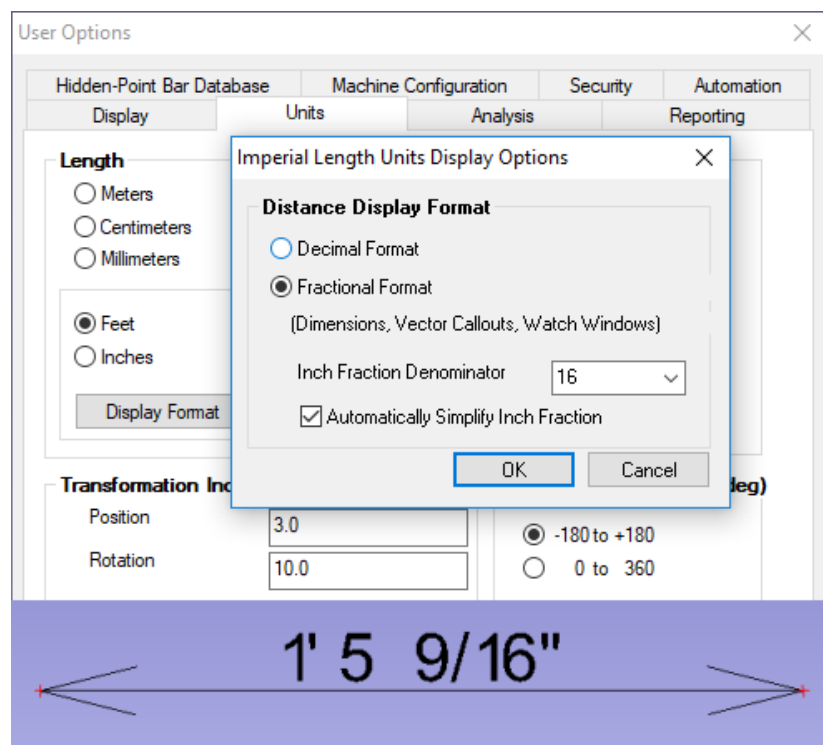 User Options
Hidden-Point Bar Database Machine Configuration Security Automation
Display Units Analysis Reporting
Imperial Length Units Display Options
Length
Meters
Centimeters
Millimeters
Feet
Inches
Display Format
Distance Display Format
Decimal Format
Fractional Format
(Dimensions, Vector Callouts, Watch Windows)
Inch Fraction Denominator 16
Automatically Simplify Inch Fraction
OK Cancel
Transformation Inc
deg)
Position 3.0
Rotation 10.0
-180 to +180
0 to 360
1' 5 9/16"